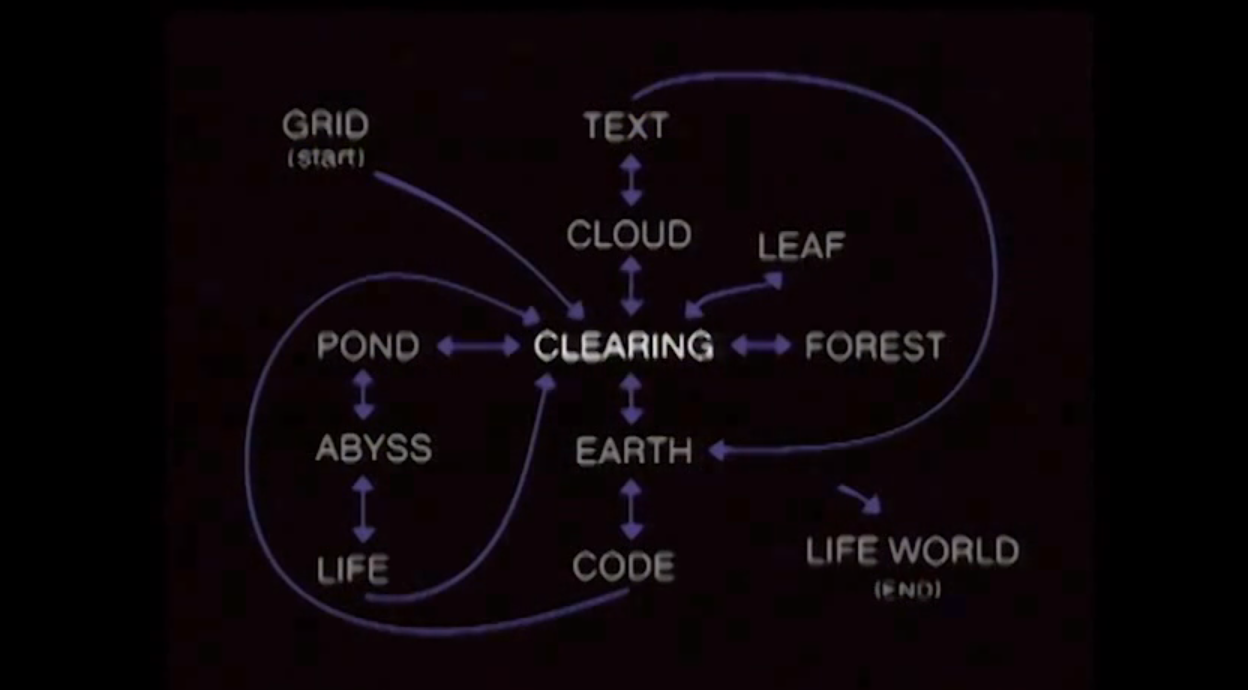 GRID
(start)
TEXT
CLOUD
LEAF
POND
CLEARING
FOREST
ABYSS
EARTH
LIFE
CODE
LIFE WORLD
(END)